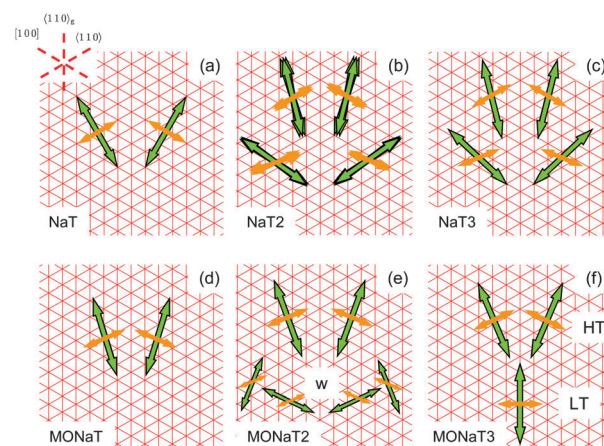 ⟨110⟩g
[100] ⟨110⟩
(a) (b) (c)
NaT NaT2 NaT3
(d) (e) (f)
HT
w
LT
MONaT MONaT2 MONaT3